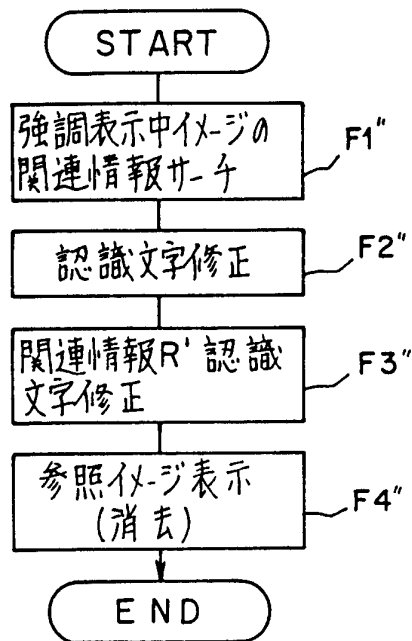 START
強調表示中イメージの
関連情報サーチ
F1"
認識文字修正
F2"
関連情報R'認識
文字修正
F3"
参照イメージ表示
(消去)
F4"
END